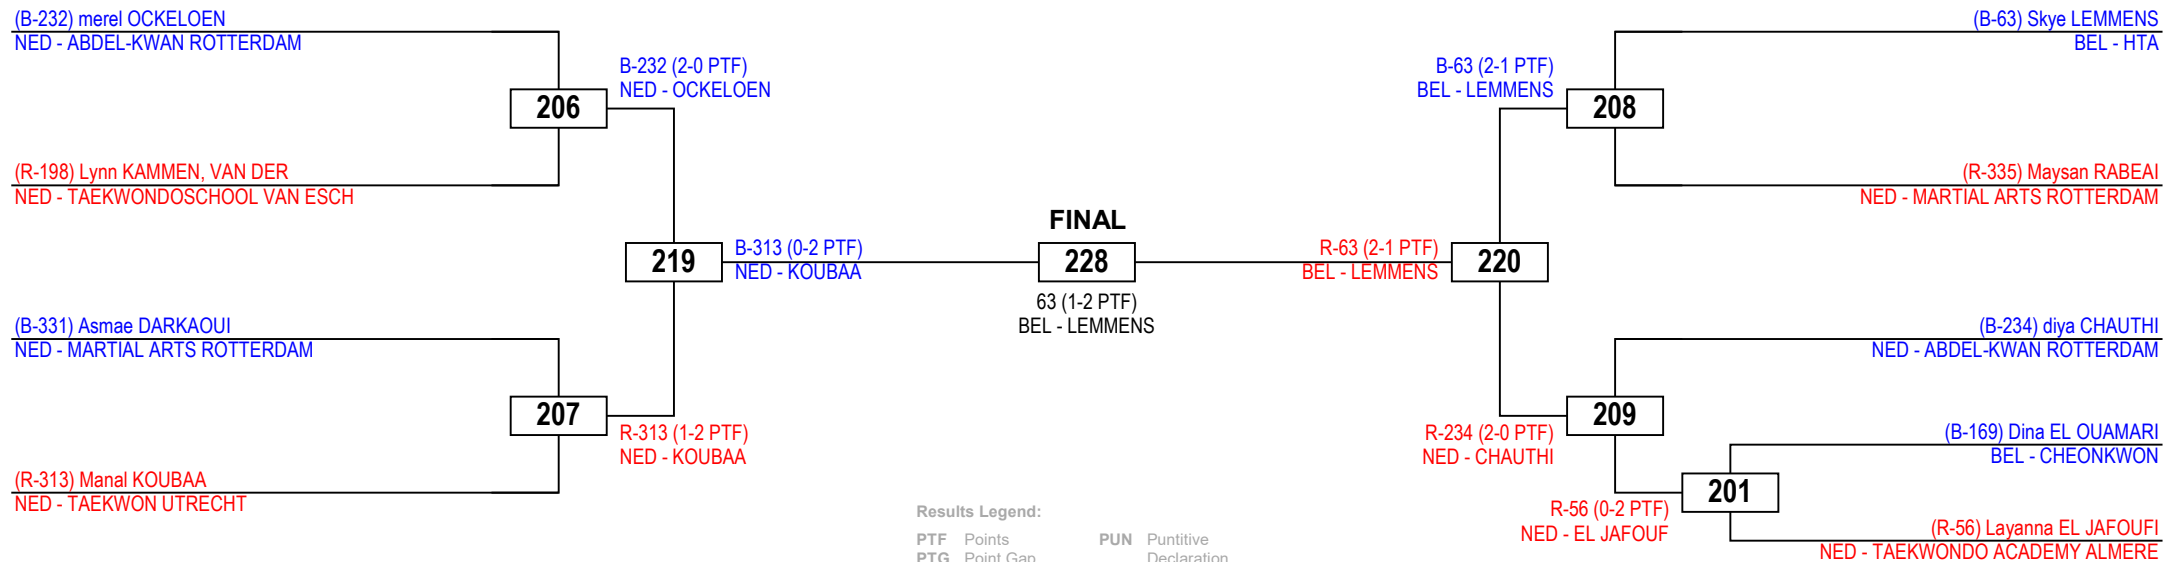 (B-232) merel OCKELOEN
NED - ABDEL-KWAN ROTTERDAM
206
B-232 (2-0 PTF)
NED - OCKELOEN
(R-198) Lynn KAMMEN, VAN DER
NED - TAEKWONDOSCHOOL VAN ESCH
219
B-313 (0-2 PTF)
NED - KOUBAA
(B-331) Asmae DARKAOUI
NED - MARTIAL ARTS ROTTERDAM
207
R-313 (1-2 PTF)
NED - KOUBAA
(R-313) Manal KOUBAA
NED - TAEKWON UTRECHT
FINAL
228
63 (1-2 PTF)
BEL - LEMMENS
(B-63) Skye LEMMENS
BEL - HTA
B-63 (2-1 PTF)
BEL - LEMMENS
208
(R-335) Maysan RABEAI
NED - MARTIAL ARTS ROTTERDAM
R-63 (2-1 PTF)
BEL - LEMMENS
220
(B-234) diya CHAUTHI
NED - ABDEL-KWAN ROTTERDAM
209
R-234 (2-0 PTF)
NED - CHAUTHI
(B-169) Dina EL OUAMARI
BEL - CHEONKWON
201
R-56 (0-2 PTF)
NED - EL JAFOUF
(R-56) Layanna EL JAFOUFI
NED - TAEKWONDO ACADEMY ALMERE
Results Legend:
PTF Points PUN Puntitive
PTG Point Gap Declaration